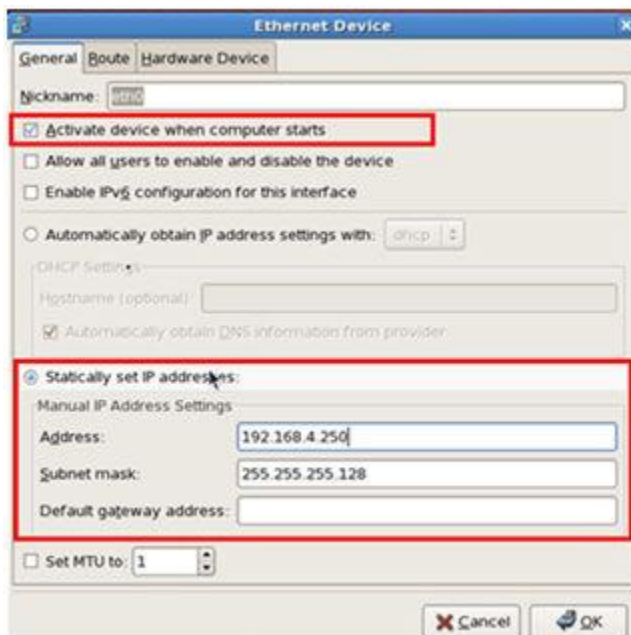 Ethernet Device
General Route Hardware Device
Nickname: eth0
Activate device when computer starts
Allow all users to enable and disable the device
Enable IPv6 configuration for this interface
Automatically obtain IP address settings with: dhcp
DHCP Settings
Hostname (optional):
Automatically obtain DNS information from provider
Statically set IP addresses:
Manual IP Address Settings
Address: 192.168.4.250
Subnet mask: 255.255.255.128
Default gateway address:
Set MTU to: 1
Cancel OK